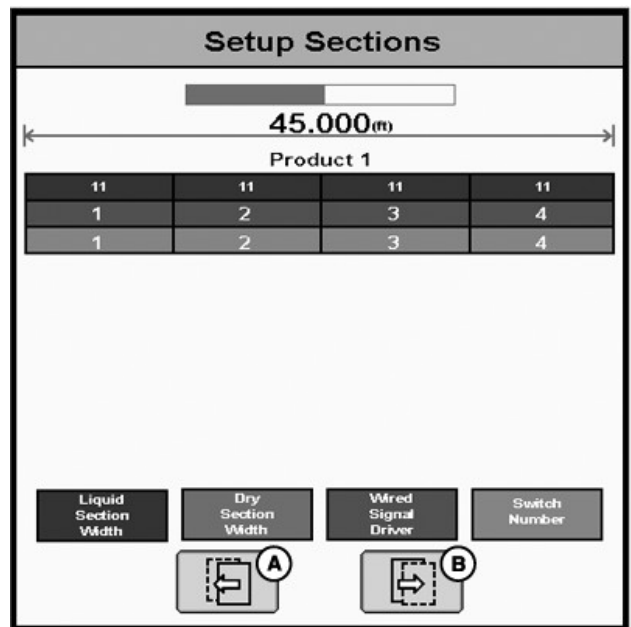 Setup Sections
45.000(ft)
Product 1
11 11 11 11
1 2 3 4
1 2 3 4
Liquid Section Width
Dry Section Width
Wired Signal Driver
Switch Number
A B